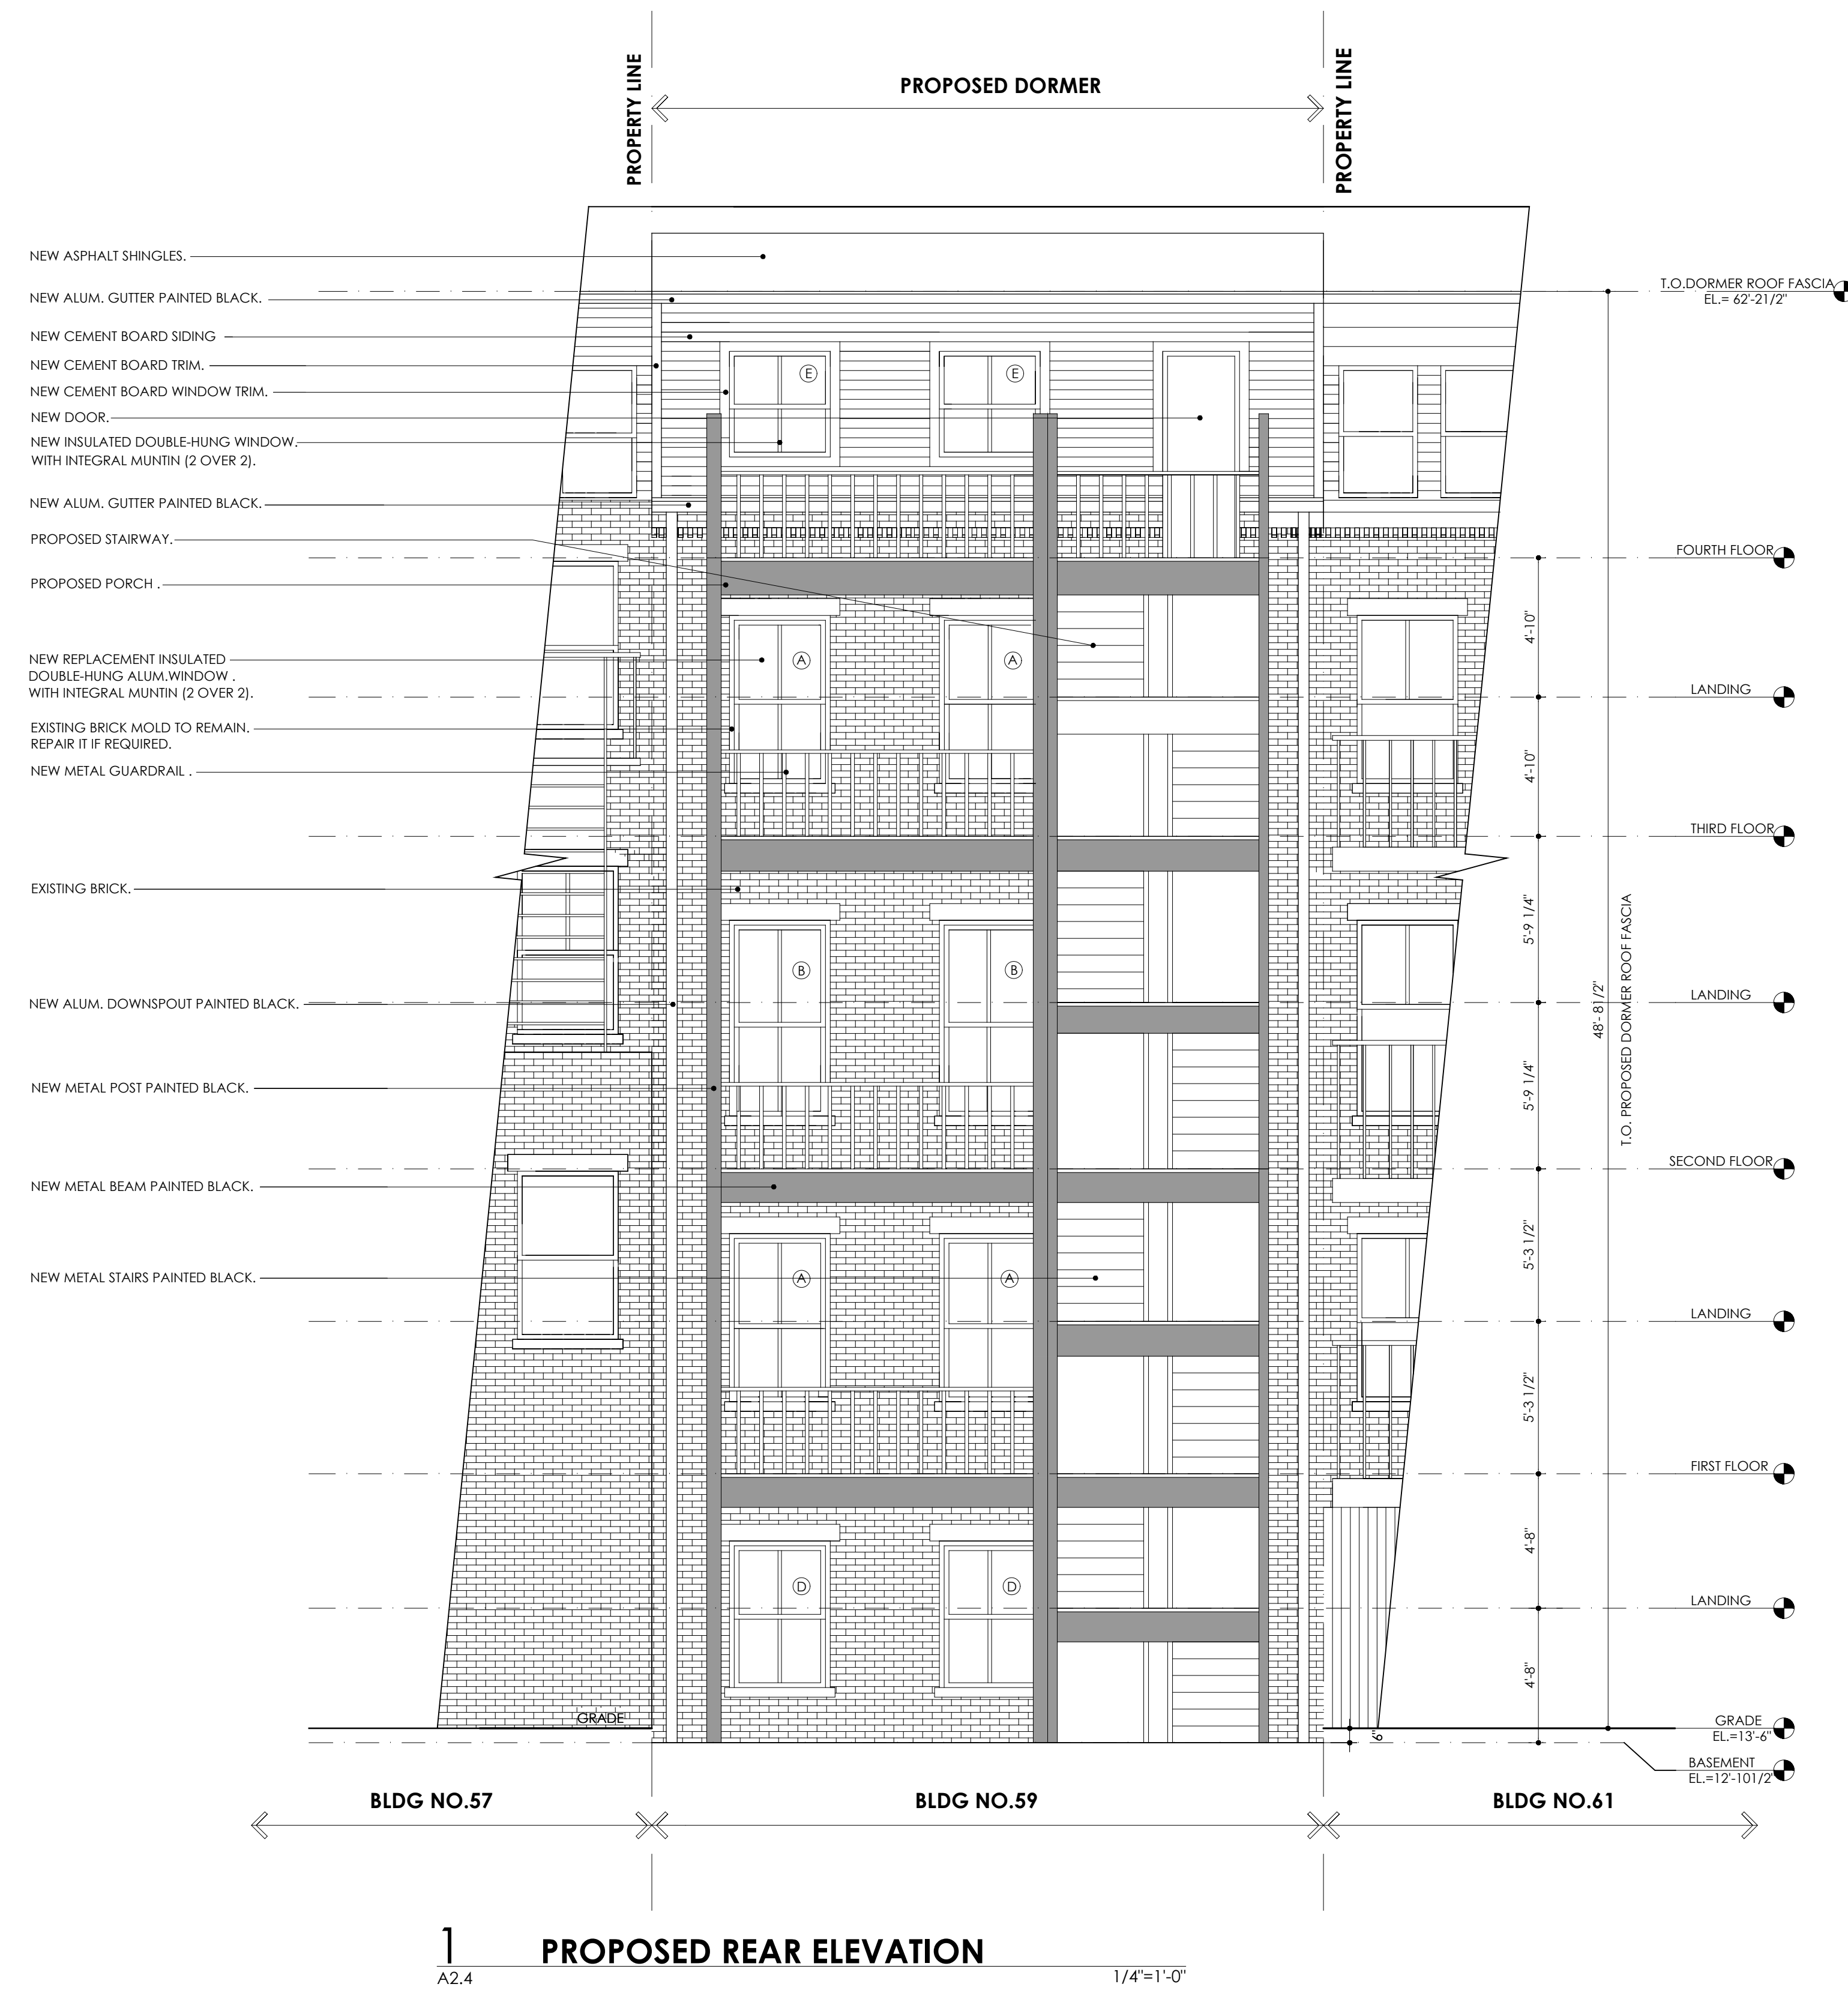 PROPERTY LINE
PROPOSED DORMER
PROPERTY LINE
NEW ASPHALT SHINGLES.
NEW ALUM. GUTTER PAINTED BLACK.
NEW CEMENT BOARD SIDING
NEW CEMENT BOARD TRIM.
NEW CEMENT BOARD WINDOW TRIM.
NEW DOOR.
NEW INSULATED DOUBLE-HUNG WINDOW.
WITH INTEGRAL MUNTIN (2 OVER 2).
NEW ALUM. GUTTER PAINTED BLACK.
PROPOSED STAIRWAY.
PROPOSED PORCH .
NEW REPLACEMENT INSULATED
DOUBLE-HUNG ALUM.WINDOW .
WITH INTEGRAL MUNTIN (2 OVER 2).
EXISTING BRICK MOLD TO REMAIN.
REPAIR IT IF REQUIRED.
NEW METAL GUARDRAIL .
EXISTING BRICK.
NEW ALUM. DOWNSPOUT PAINTED BLACK.
NEW METAL POST PAINTED BLACK.
NEW METAL BEAM PAINTED BLACK.
NEW METAL STAIRS PAINTED BLACK.
E
E
A
A
B
B
A
A
D
D
T.O.DORMER ROOF FASCIA
EL.= 62'-21/2"
FOURTH FLOOR
4'-10"
LANDING
4'-10"
THIRD FLOOR
5'-9 1/4"
LANDING
5'-9 1/4"
SECOND FLOOR
5'-3 1/2"
LANDING
5'-3 1/2"
FIRST FLOOR
4'-8"
LANDING
4'-8"
48'- 81/2"
T.O. PROPOSED DORMER ROOF FASCIA
GRADE
GRADE
EL.=13'-6"
6"
BASEMENT
EL.=12'-101/2"
BLDG NO.57
BLDG NO.59
BLDG NO.61
1
PROPOSED REAR ELEVATION
A2.4
1/4"=1'-0"